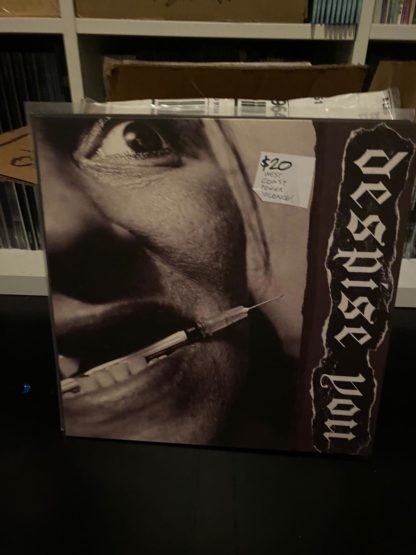 $20
WEST
COAST
POWER
VIOLENCE!
despise you